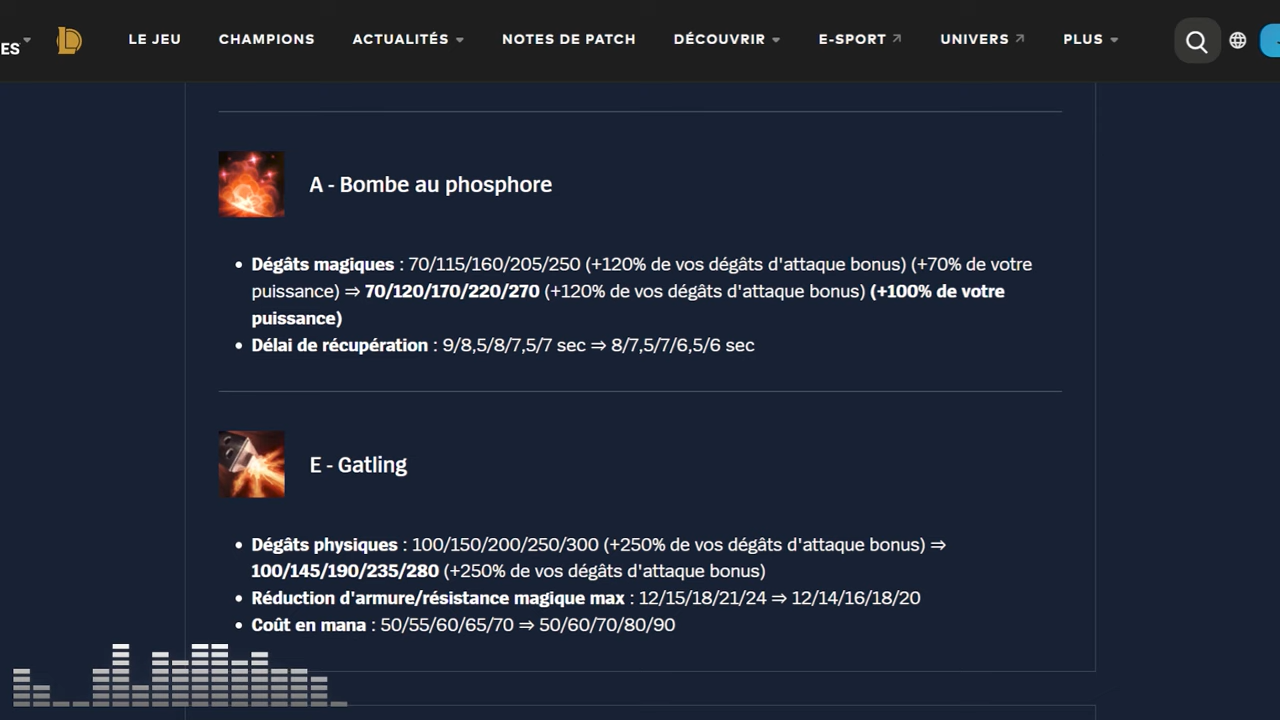 ES
LE JEU CHAMPIONS ACTUALITÉS NOTES DE PATCH DÉCOUVRIR E-SPORT UNIVERS PLUS
A - Bombe au phosphore
• Dégâts magiques : 70/115/160/205/250 (+120% de vos dégâts d'attaque bonus) (+70% de votre
puissance) ⇒ 70/120/170/220/270 (+120% de vos dégâts d'attaque bonus) (+100% de votre
puissance)
• Délai de récupération : 9/8,5/8/7,5/7 sec ⇒ 8/7,5/7/6,5/6 sec
E - Gatling
• Dégâts physiques : 100/150/200/250/300 (+250% de vos dégâts d'attaque bonus) ⇒
100/145/190/235/280 (+250% de vos dégâts d'attaque bonus)
• Réduction d'armure/résistance magique max : 12/15/18/21/24 ⇒ 12/14/16/18/20
• Coût en mana : 50/55/60/65/70 ⇒ 50/60/70/80/90